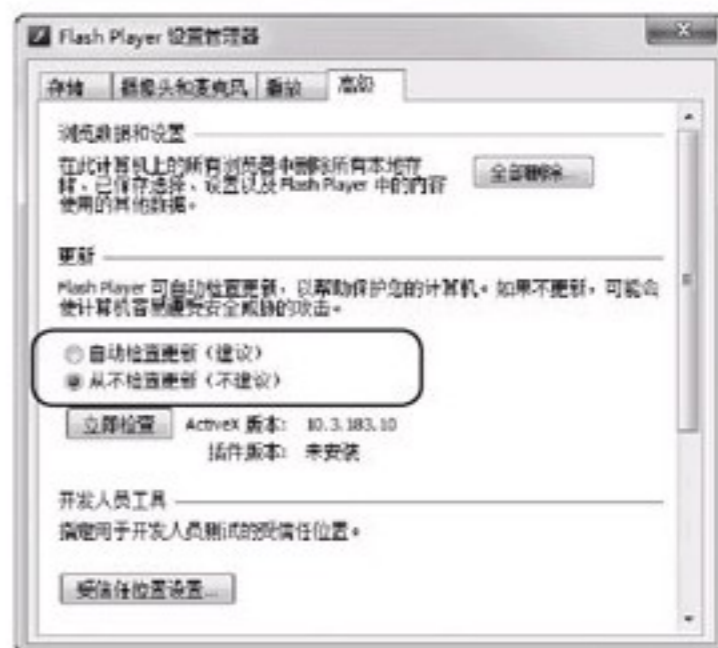 Flash Player 设置管理器
存储 摄像头和麦克风 播放 高级
浏览数据和设置
在此计算机上的所有浏览器中删除所有本地存
储、已保存选择、设置以及 Flash Player 中的内容
使用的其他数据。
全部删除...
更新
Flash Player 可自动检查更新，以帮助保护您的计算机。如果不更新，可能会
使计算机容易遭受安全威胁的攻击。
自动检查更新（建议）
从不检查更新（不建议）
立即检查 ActiveX 版本： 10.3.183.10
插件版本： 未安装
开发人员工具
指定用于开发人员测试的受信任位置。
受信任位置设置...